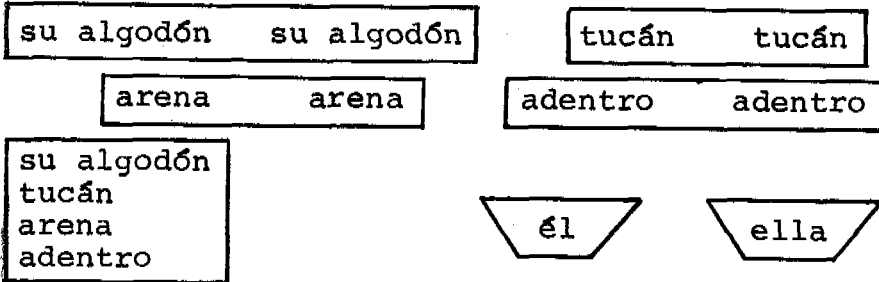 su algodón su algodón tucán tucán
arena arena adentro adentro
su algodón
tucán
arena
adentro
él ella